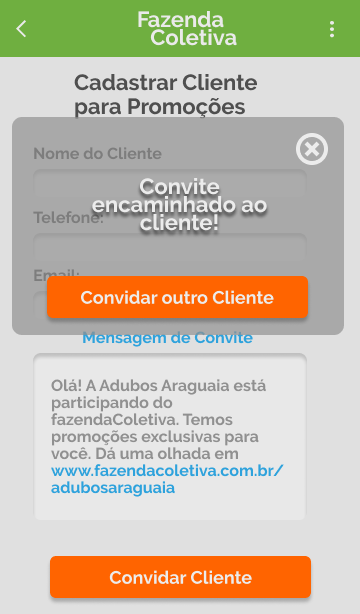 Fazenda
Coletiva
Cadastrar Cliente
para Promoções
Nome do Cliente
Convite
encaminhado ao
cliente!
Telefone:
Email:
Convidar outro Cliente
Mensagem de Convite
Olá! A Adubos Araguaia está
participando do
fazendaColetiva. Temos
promoções exclusivas para
você. Dá uma olhada em
www.fazendacoletiva.com.br/
adubosaraguaia
Convidar Cliente